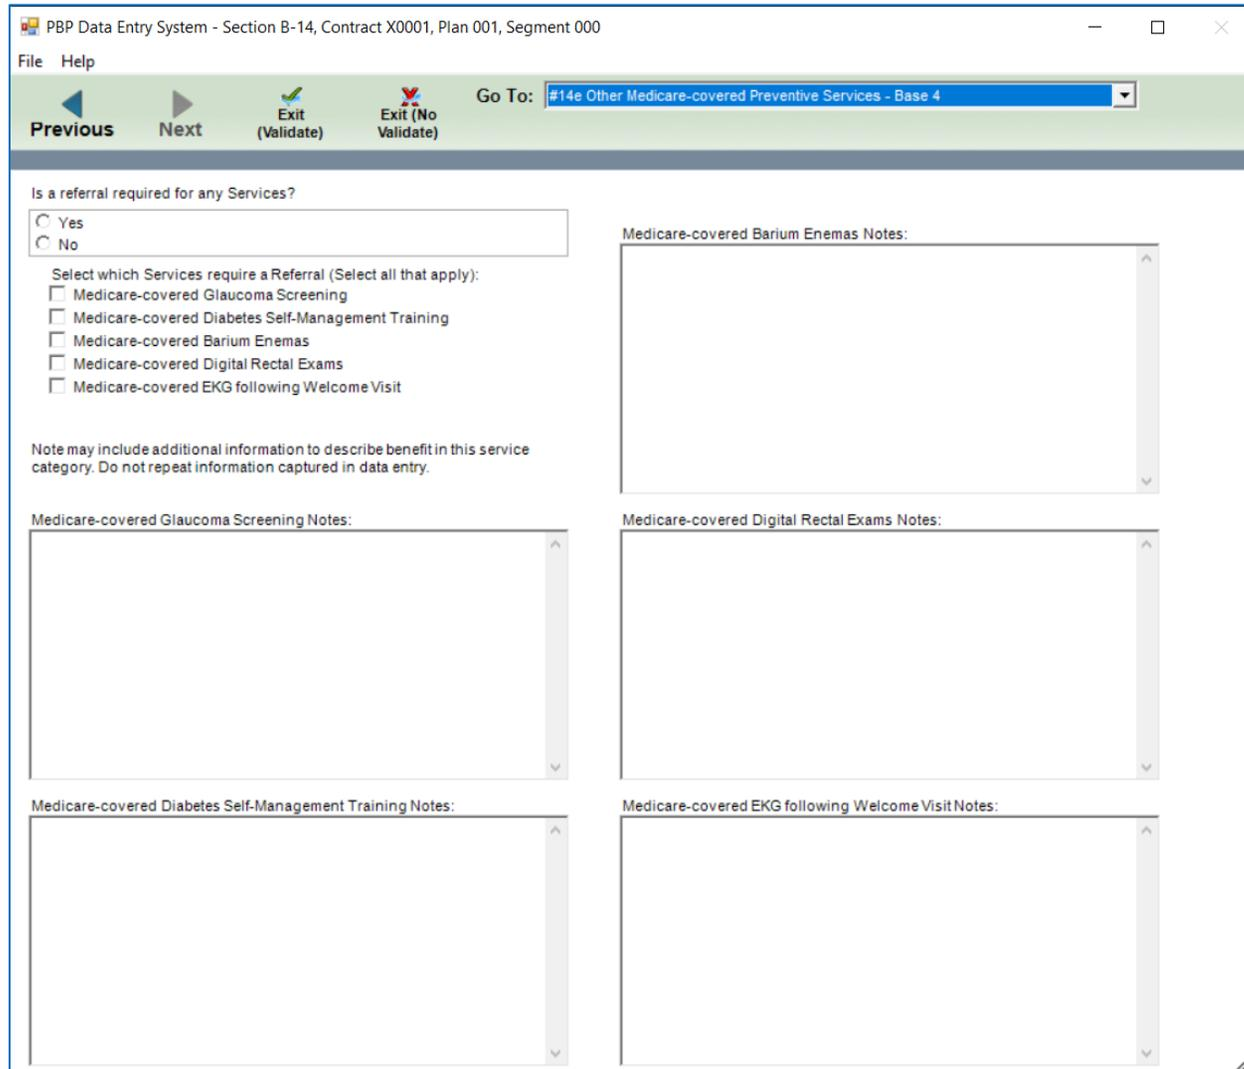 PBP Data Entry System - Section B-14, Contract X0001, Plan 001, Segment 000
File Help
Previous
Next
Exit
(Validate)
Exit (No
Validate)
Go To:
#14e Other Medicare-covered Preventive Services - Base 4
Is a referral required for any Services?
Yes
No
Select which Services require a Referral (Select all that apply):
Medicare-covered Glaucoma Screening
Medicare-covered Diabetes Self-Management Training
Medicare-covered Barium Enemas
Medicare-covered Digital Rectal Exams
Medicare-covered EKG following Welcome Visit
Note may include additional information to describe benefit in this service
category. Do not repeat information captured in data entry.
Medicare-covered Glaucoma Screening Notes:
Medicare-covered Diabetes Self-Management Training Notes:
Medicare-covered Barium Enemas Notes:
Medicare-covered Digital Rectal Exams Notes:
Medicare-covered EKG following Welcome Visit Notes: